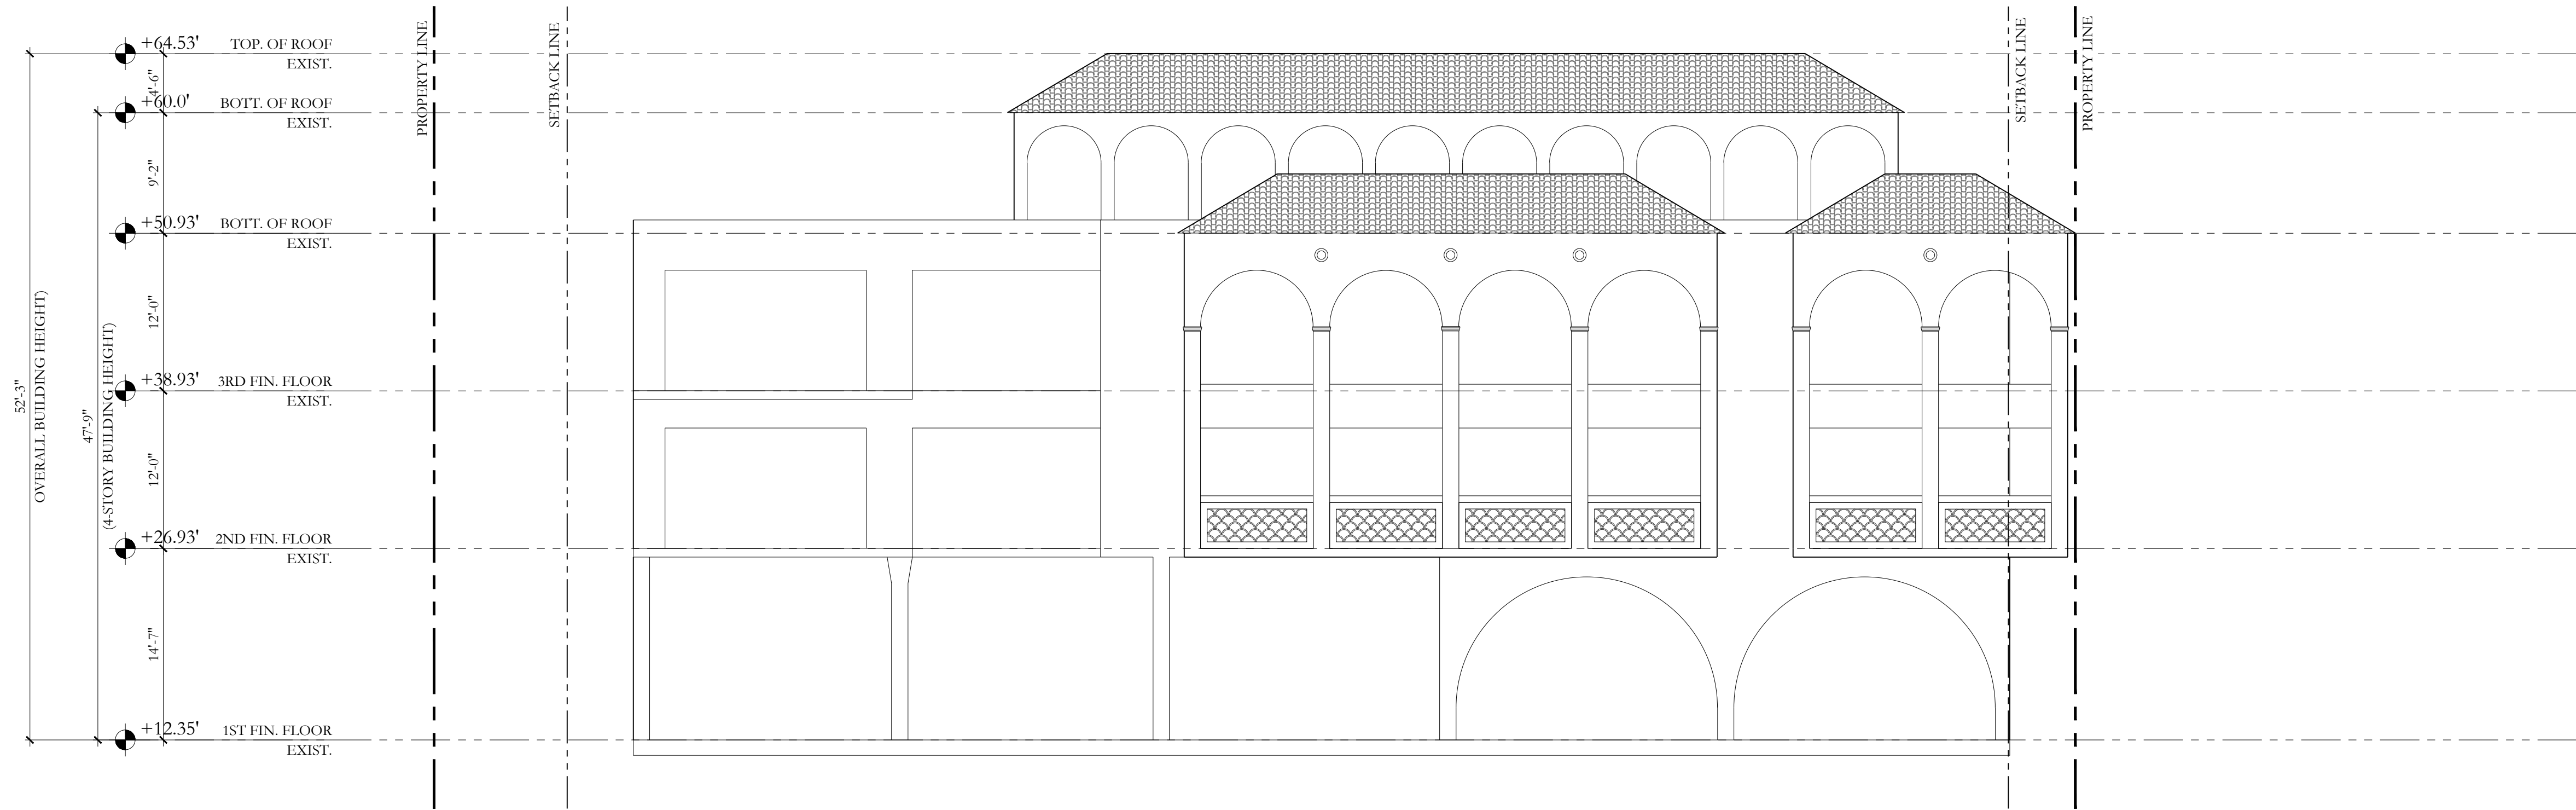 +64.53' TOP. OF ROOF
EXIST.
4'-6"
+60.0' BOTT. OF ROOF
EXIST.
9'-2"
+50.93' BOTT. OF ROOF
EXIST.
12'-0"
+38.93' 3RD FIN. FLOOR
EXIST.
12'-0"
+26.93' 2ND FIN. FLOOR
EXIST.
14'-7"
+12.35' 1ST FIN. FLOOR
EXIST.
52'-3"
OVERALL BUILDING HEIGHT)
47'-9"
(4-STORY BUILDING HEIGHT)
PROPERTY LINE
SETBACK LINE
SETBACK LINE
PROPERTY LINE